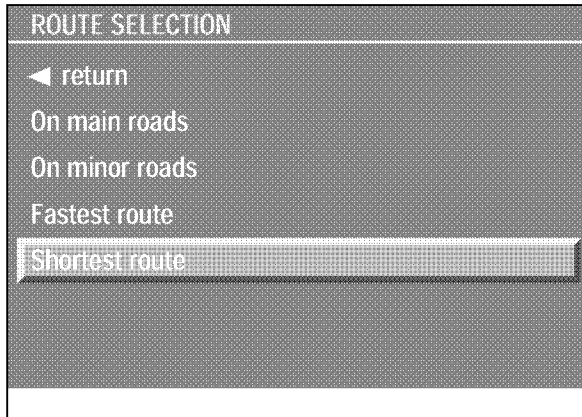 ROUTE SELECTION
◄ return
On main roads
On minor roads
Fastest route
Shortest route